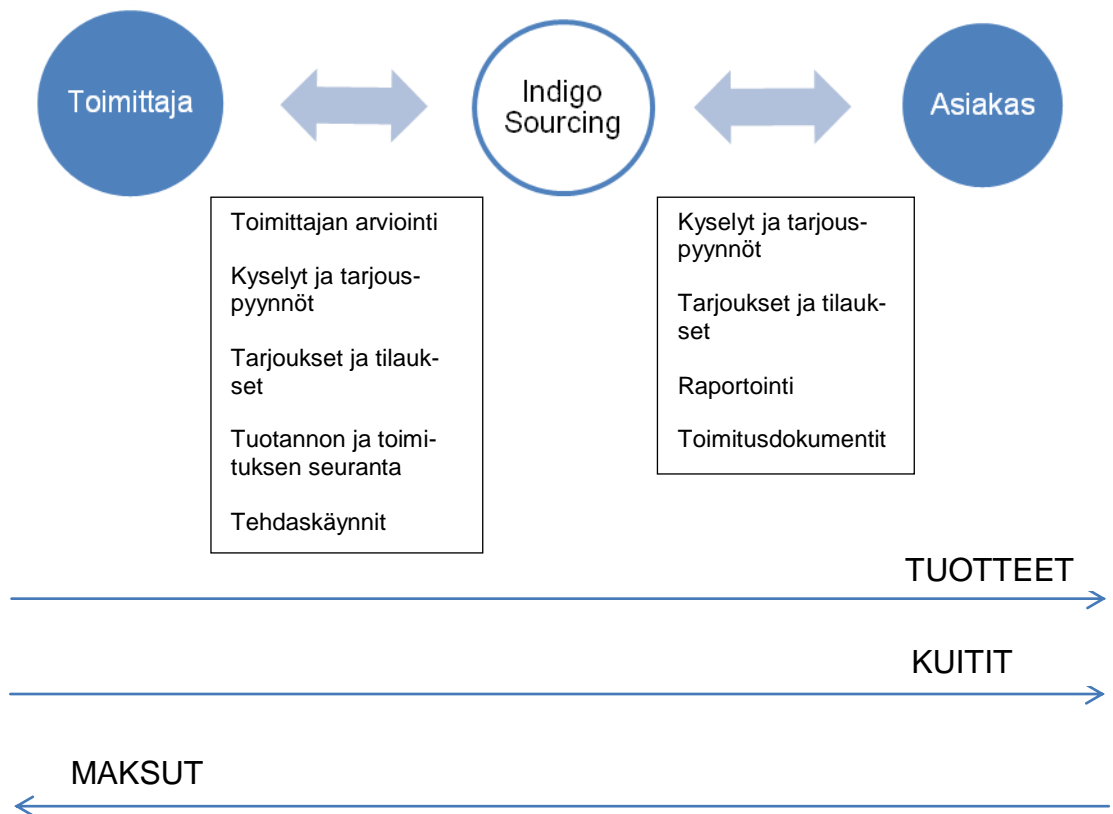 Toimittaja
Indigo
Sourcing
Asiakas
Toimittajan arviointi
Kyselyt ja tarjous-
pyynnöt
Tarjoukset ja tilauk-
set
Tuotannon ja toimi-
tuksen seuranta
Tehdaskäynnit
Kyselyt ja tarjous-
pyynnöt
Tarjoukset ja tilauk-
set
Raportointi
Toimitusdokumentit
TUOTTEET
KUITIT
MAKSUT